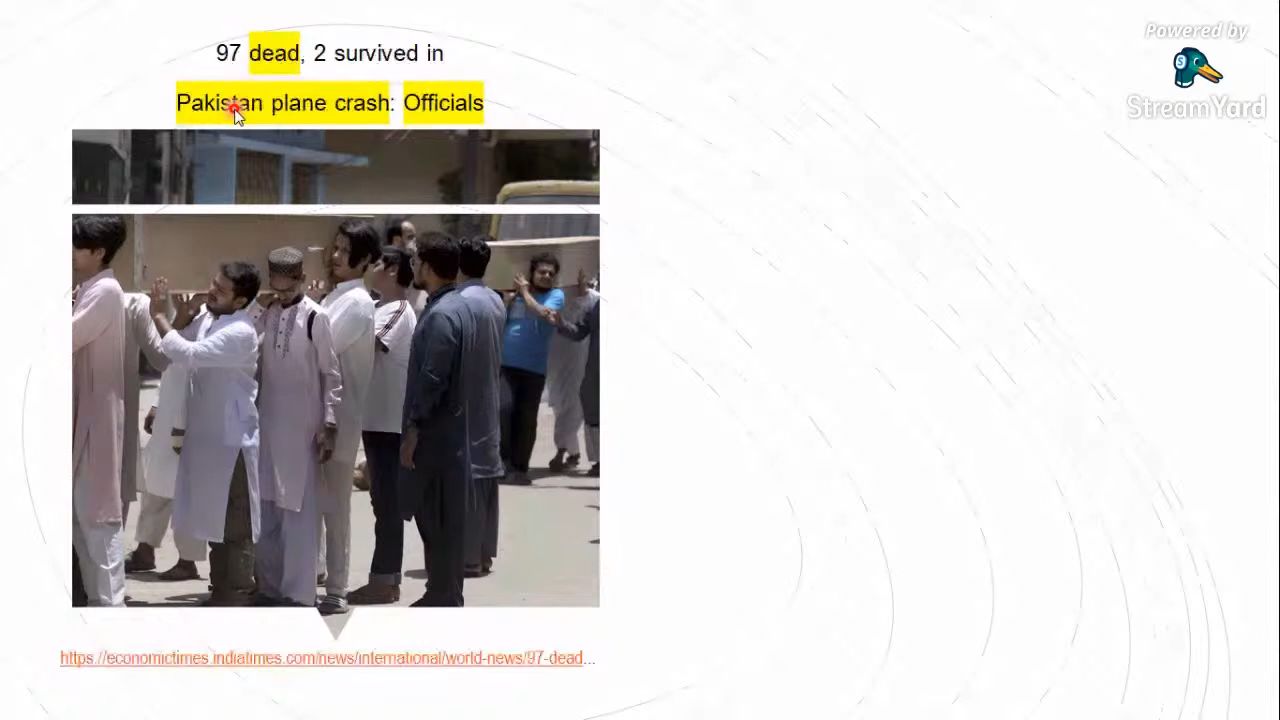 97 dead, 2 survived in
Pakistan plane crash: Officials
Powered by
StreamYard
https://economictimes.indiatimes.com/news/international/world-news/97-dead...